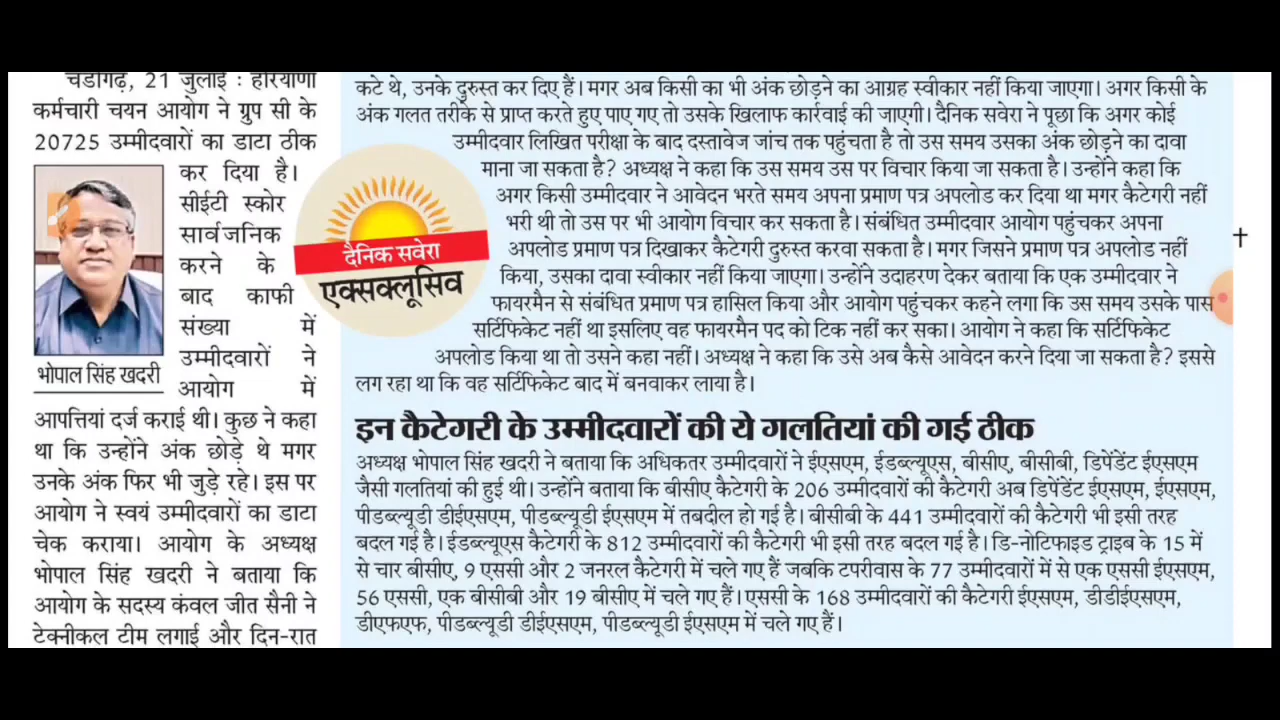 चंडीगढ़, 21 जुलाई : हरियाणा
कर्मचारी चयन आयोग ने ग्रुप सी के
20725 उम्मीदवारों का डाटा ठीक
कर दिया है।
सीईटी स्कोर
सार्वजनिक
करने के
बाद काफी
संख्या में
उम्मीदवारों ने
आयोग में
भोपाल सिंह खदरी
आपत्तियां दर्ज कराई थी। कुछ ने कहा
था कि उन्होंने अंक छोड़े थे मगर
उनके अंक फिर भी जुड़े रहे। इस पर
आयोग ने स्वयं उम्मीदवारों का डाटा
चेक कराया। आयोग के अध्यक्ष
भोपाल सिंह खदरी ने बताया कि
आयोग के सदस्य कंवल जीत सैनी ने
टेक्नीकल टीम लगाई और दिन-रात
दैनिक सवेरा
एक्सक्लूसिव
कटे थे, उनके दुरुस्त कर दिए हैं। मगर अब किसी का भी अंक छोड़ने का आग्रह स्वीकार नहीं किया जाएगा। अगर किसी के
अंक गलत तरीके से प्राप्त करते हुए पाए गए तो उसके खिलाफ कार्रवाई की जाएगी। दैनिक सवेरा ने पूछा कि अगर कोई
उम्मीदवार लिखित परीक्षा के बाद दस्तावेज जांच तक पहुंचता है तो उस समय उसका अंक छोड़ने का दावा
माना जा सकता है? अध्यक्ष ने कहा कि उस समय उस पर विचार किया जा सकता है। उन्होंने कहा कि
अगर किसी उम्मीदवार ने आवेदन भरते समय अपना प्रमाण पत्र अपलोड कर दिया था मगर कैटेगरी नहीं
भरी थी तो उस पर भी आयोग विचार कर सकता है। संबंधित उम्मीदवार आयोग पहुंचकर अपना
अपलोड प्रमाण पत्र दिखाकर कैटेगरी दुरुस्त करवा सकता है। मगर जिसने प्रमाण पत्र अपलोड नहीं
किया, उसका दावा स्वीकार नहीं किया जाएगा। उन्होंने उदाहरण देकर बताया कि एक उम्मीदवार ने
फायरमैन से संबंधित प्रमाण पत्र हासिल किया और आयोग पहुंचकर कहने लगा कि उस समय उसके पास
सर्टिफिकेट नहीं था इसलिए वह फायरमैन पद को टिक नहीं कर सका। आयोग ने कहा कि सर्टिफिकेट
अपलोड किया था तो उसने कहा नहीं। अध्यक्ष ने कहा कि उसे अब कैसे आवेदन करने दिया जा सकता है? इससे
लग रहा था कि वह सर्टिफिकेट बाद में बनवाकर लाया है।
इन कैटेगरी के उम्मीदवारों की ये गलतियां की गई ठीक
अध्यक्ष भोपाल सिंह खदरी ने बताया कि अधिकतर उम्मीदवारों ने ईएसएम, ईडब्ल्यूएस, बीसीए, बीसीबी, डिपेंडेंट ईएसएम
जैसी गलतियां की हुई थी। उन्होंने बताया कि बीसीए कैटेगरी के 206 उम्मीदवारों की कैटेगरी अब डिपेंडेंट ईएसएम, ईएसएम,
पीडब्ल्यूडी डीईएसएम, पीडब्ल्यूडी ईएसएम में तबदील हो गई है। बीसीबी के 441 उम्मीदवारों की कैटेगरी भी इसी तरह
बदल गई है। ईडब्ल्यूएस कैटेगरी के 812 उम्मीदवारों की कैटेगरी भी इसी तरह बदल गई है। डि-नोटिफाइड ट्राइब के 15 में
से चार बीसीए, 9 एससी और 2 जनरल कैटेगरी में चले गए हैं जबकि टपरीवास के 77 उम्मीदवारों में से एक एससी ईएसएम,
56 एससी, एक बीसीबी और 19 बीसीए में चले गए हैं। एससी के 168 उम्मीदवारों की कैटेगरी ईएसएम, डीडीईएसएम,
डीएफएफ, पीडब्ल्यूडी डीईएसएम, पीडब्ल्यूडी ईएसएम में चले गए हैं।